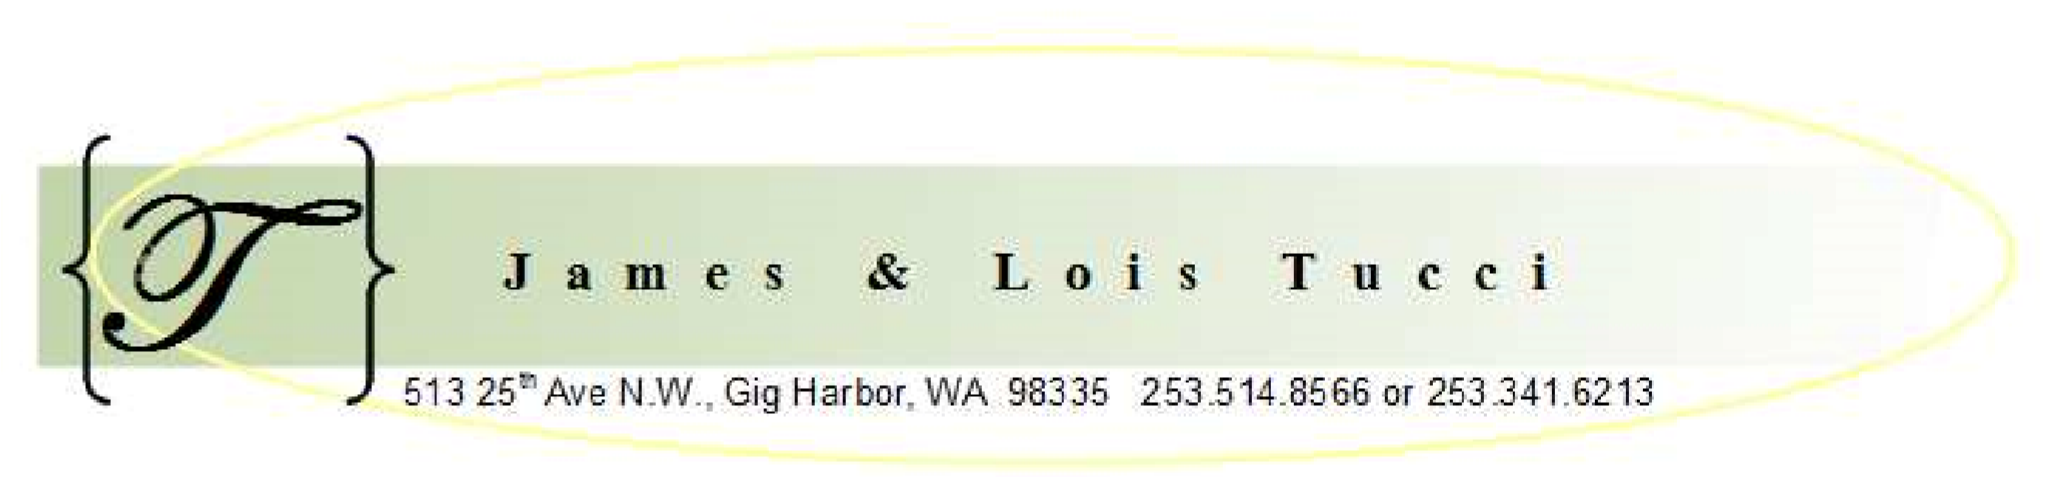 T
James & Lois Tucci
513 25th Ave N.W., Gig Harbor, WA 98335 253.514.8566 or 253.341.6213